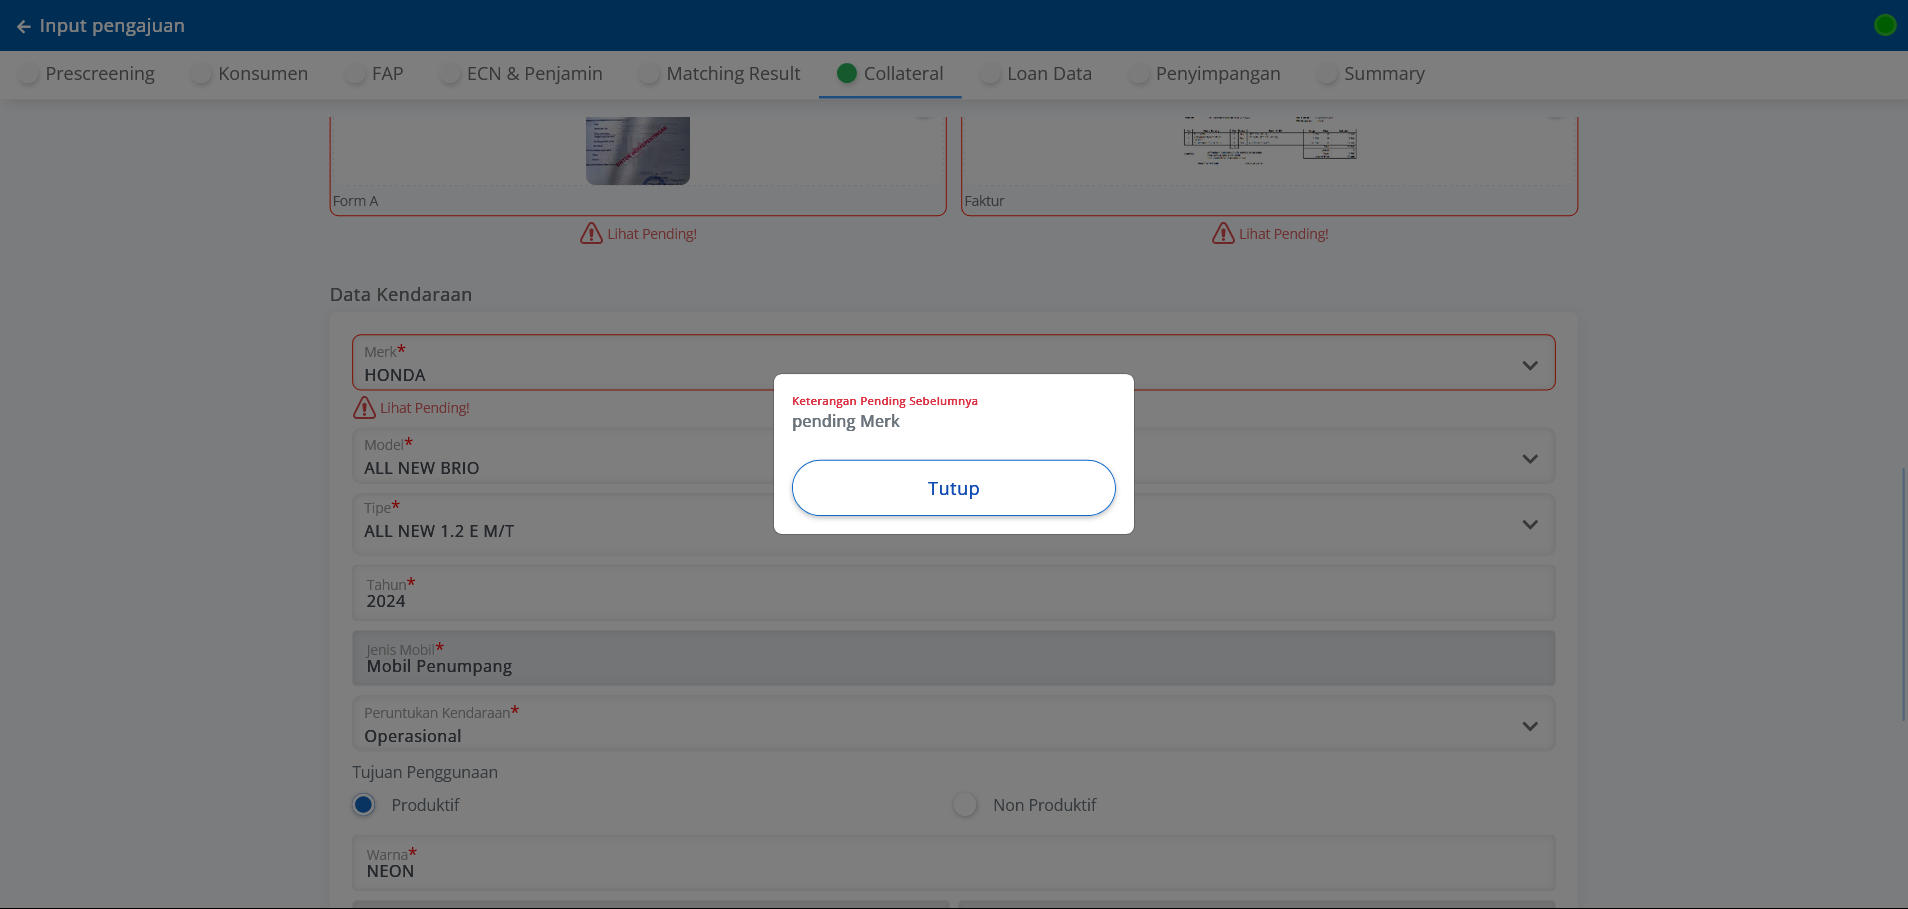 Input pengajuan
Prescreening Konsumen FAP ECN & Penjamin Matching Result Collateral Loan Data Penyimpangan Summary
Form A Faktur
Lihat Pending! Lihat Pending!
Data Kendaraan
Merk*
HONDA
Lihat Pending!
Keterangan Pending Sebelumnya
pending Merk
Tutup
Model*
ALL NEW BRIO
Tipe*
ALL NEW 1.2 E M/T
Tahun*
2024
Jenis Mobil*
Mobil Penumpang
Peruntukan Kendaraan*
Operasional
Tujuan Penggunaan
Produktif Non Produktif
Warna*
NEON